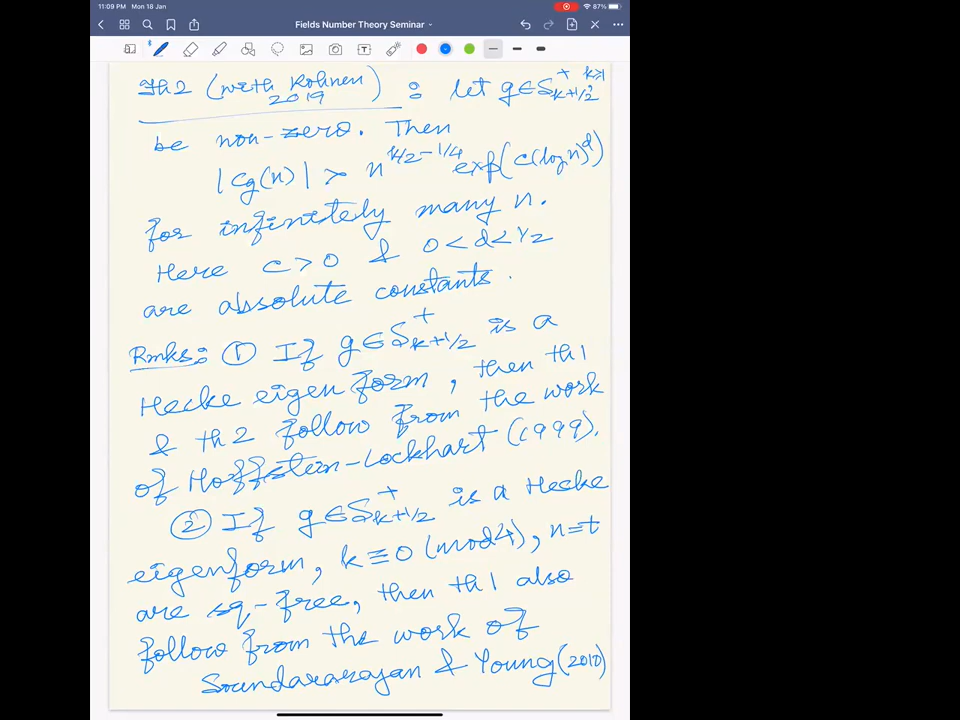 11:09 PM Mon 18 Jan
87%
Fields Number Theory Seminar
Th2 (with Kohnen 2019) : let g∈S⁺_{k+1/2}, k≥1
be non-zero. Then
|cg(n)| > n^{k/2-1/4} exp(c(log n)^d)
for infinitely many n.
Here c > 0 & 0 < d < 1/2
are absolute constants.
Rmks: ① If g∈S⁺_{k+1/2} is a
Hecke eigen form, then th1
& th2 follow from the work
of Hoffstein-Lockhart (1999).
② If g∈S⁺_{k+1/2} is a Hecke
eigenform, k≡0 (mod 4), n=t
are sq-free, then th1 also
follow from the work of
Soundararajan & Young (2010)